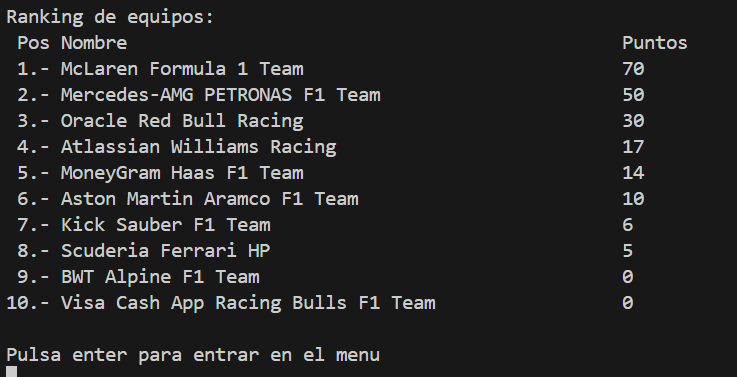 Ranking de equipos:
Pos Nombre Puntos
1.- McLaren Formula 1 Team 70
2.- Mercedes-AMG PETRONAS F1 Team 50
3.- Oracle Red Bull Racing 30
4.- Atlassian Williams Racing 17
5.- MoneyGram Haas F1 Team 14
6.- Aston Martin Aramco F1 Team 10
7.- Kick Sauber F1 Team 6
8.- Scuderia Ferrari HP 5
9.- BWT Alpine F1 Team 0
10.- Visa Cash App Racing Bulls F1 Team 0
Pulsa enter para entrar en el menu